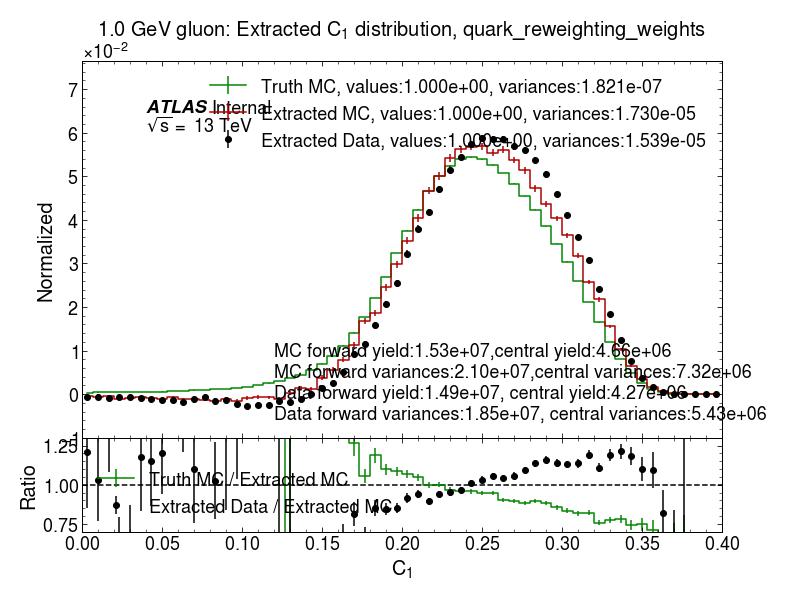 1.0 GeV gluon: Extracted C₁ distribution, quark_reweighting_weights
×10⁻²
Truth MC, values:1.000e+00, variances:1.821e-07
ATLAS Internal
Extracted MC, values:1.000e+00, variances:1.730e-05
√s = 13 TeV
Extracted Data, values:1.000e+00, variances:1.539e-05
7
6
5
4
3
2
1
0
Normalized
MC forward yield:1.53e+07,central yield:4.66e+06
MC forward variances:2.10e+07,central variances:7.32e+06
Data forward yield:1.49e+07, central yield:4.27e+06
Data forward variances:1.85e+07, central variances:5.43e+06
1.25
1.00
0.75
Ratio
Truth MC / Extracted MC
Extracted Data / Extracted MC
0.00 0.05 0.10 0.15 0.20 0.25 0.30 0.35 0.40
C₁